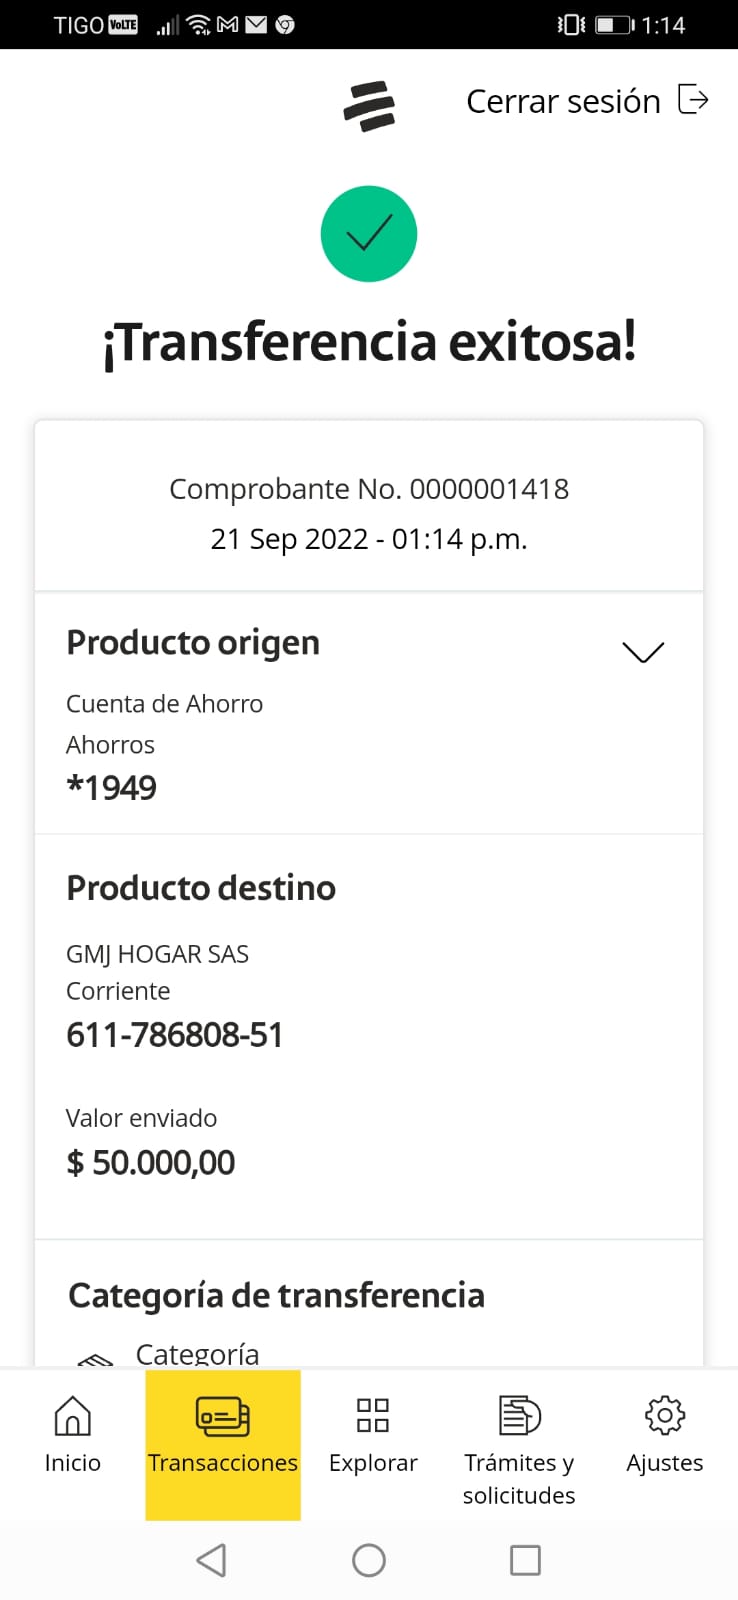 TIGO VoLTE 1:14
Cerrar sesión
¡Transferencia exitosa!
Comprobante No. 0000001418
21 Sep 2022 - 01:14 p.m.
Producto origen
Cuenta de Ahorro
Ahorros
*1949
Producto destino
GMJ HOGAR SAS
Corriente
611-786808-51
Valor enviado
$ 50.000,00
Categoría de transferencia
Categoría
Inicio
Transacciones
Explorar
Trámites y
solicitudes
Ajustes